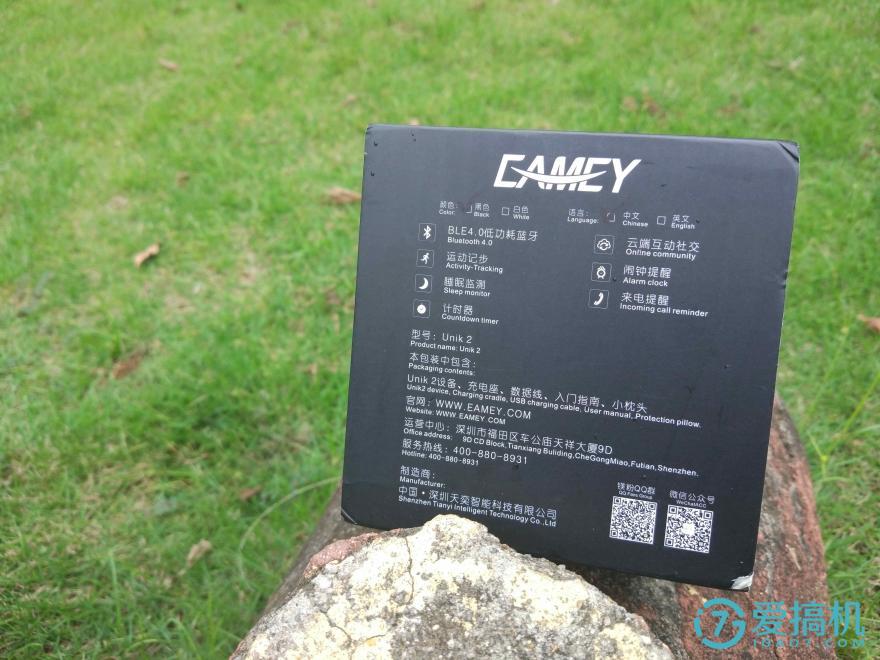 EAMEY
颜色： 黑色 白色
Color: Black White
语言： 中文 英文
Language: Chinese English
BLE4.0低功耗蓝牙
Bluetooth 4.0
云端互动社交
Online community
运动记步
Activity-Tracking
闹钟提醒
Alarm clock
睡眠监测
Sleep monitor
来电提醒
Incoming call reminder
计时器
Countdown timer
型号：Unik 2
Product name: Unik 2
本包装中包含：
Packaging contents:
Unik 2设备、充电座、数据线、入门指南、小枕头
Unik2 device, Charging cradle, USB charging cable, User manual, Protection pillow.
官网：WWW.EAMEY.COM
Website: WWW.EAMEY.COM
运营中心：深圳市福田区车公庙天祥大厦9D
Office address: 9D CD Block,Tianxiang Buliding,CheGongMiao,Futian,Shenzhen.
服务热线：400-880-8931
Hotline: 400-880-8931
制造商：
Manufacturer:
中国·深圳天奕智能科技有限公司
Shenzhen Tianyi Intelligent Technology Co.,Ltd
镁粉QQ群
QQ Fans Group
微信公众号
WeChatACC
爱搞机
IGAO7.COM